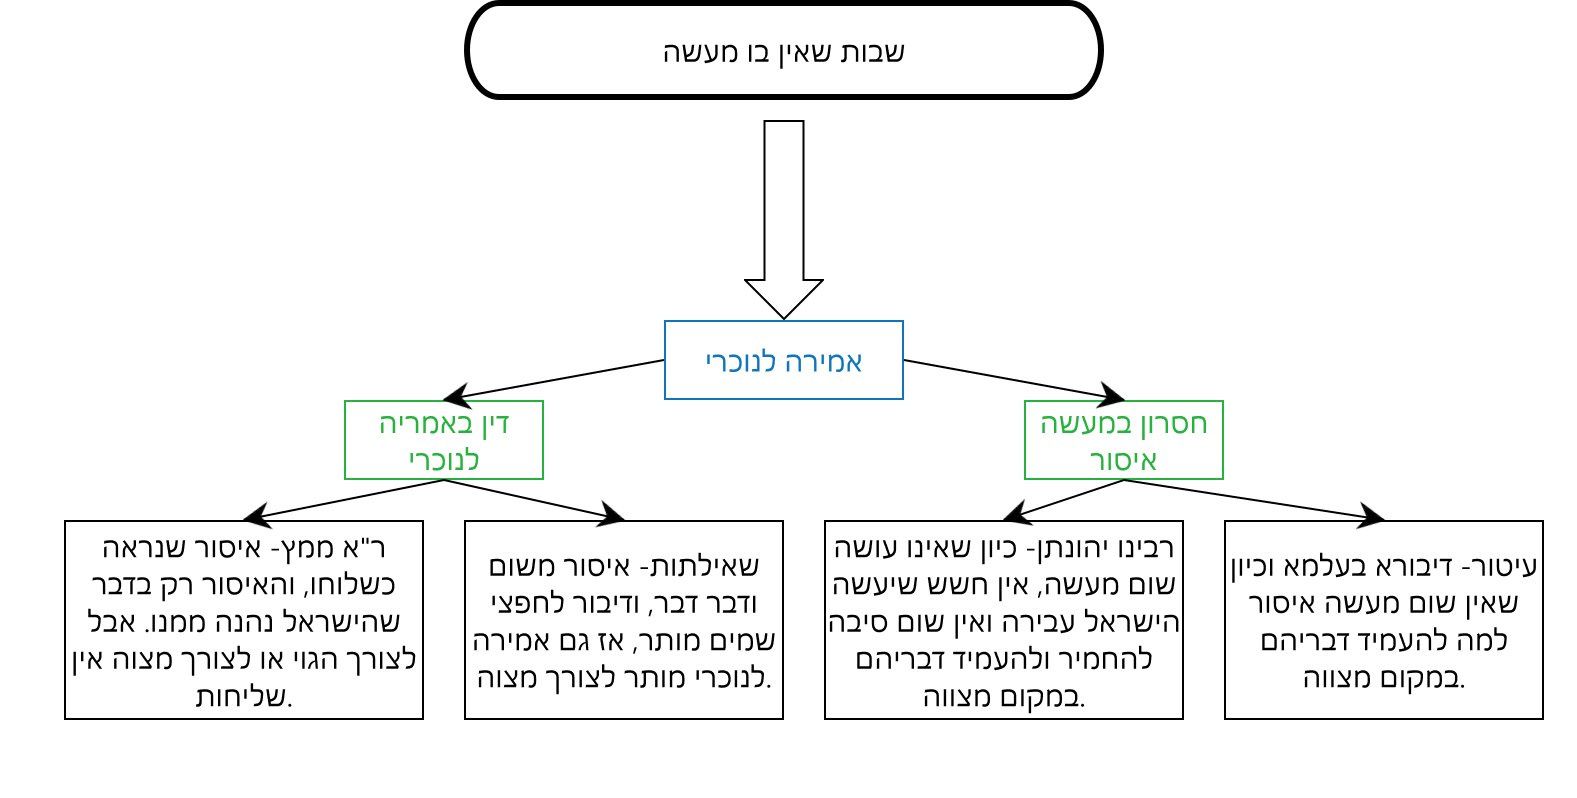 שבות שאין בו מעשה
אמירה לנוכרי
חסרון במעשה
איסור
דין באמריה
לנוכרי
עיטור- דיבורא בעלמא וכיון
שאין שום מעשה איסור
למה להעמיד דבריהם
במקום מצווה.
רבינו יהונתן- כיון שאינו עושה
שום מעשה, אין חשש שיעשה
הישראל עבירה ואין שום סיבה
להחמיר ולהעמיד דבריהם
במקום מצווה.
שאילתות- איסור משום
ודבר דבר, ודיבור לחפצי
שמים מותר, אז גם אמירה
לנוכרי מותר לצורך מצוה.
ר"א ממץ- איסור שנראה
כשלוחו, והאיסור רק בדבר
שהישראל נהנה ממנו. אבל
לצורך הגוי או לצורך מצוה אין
שליחות.